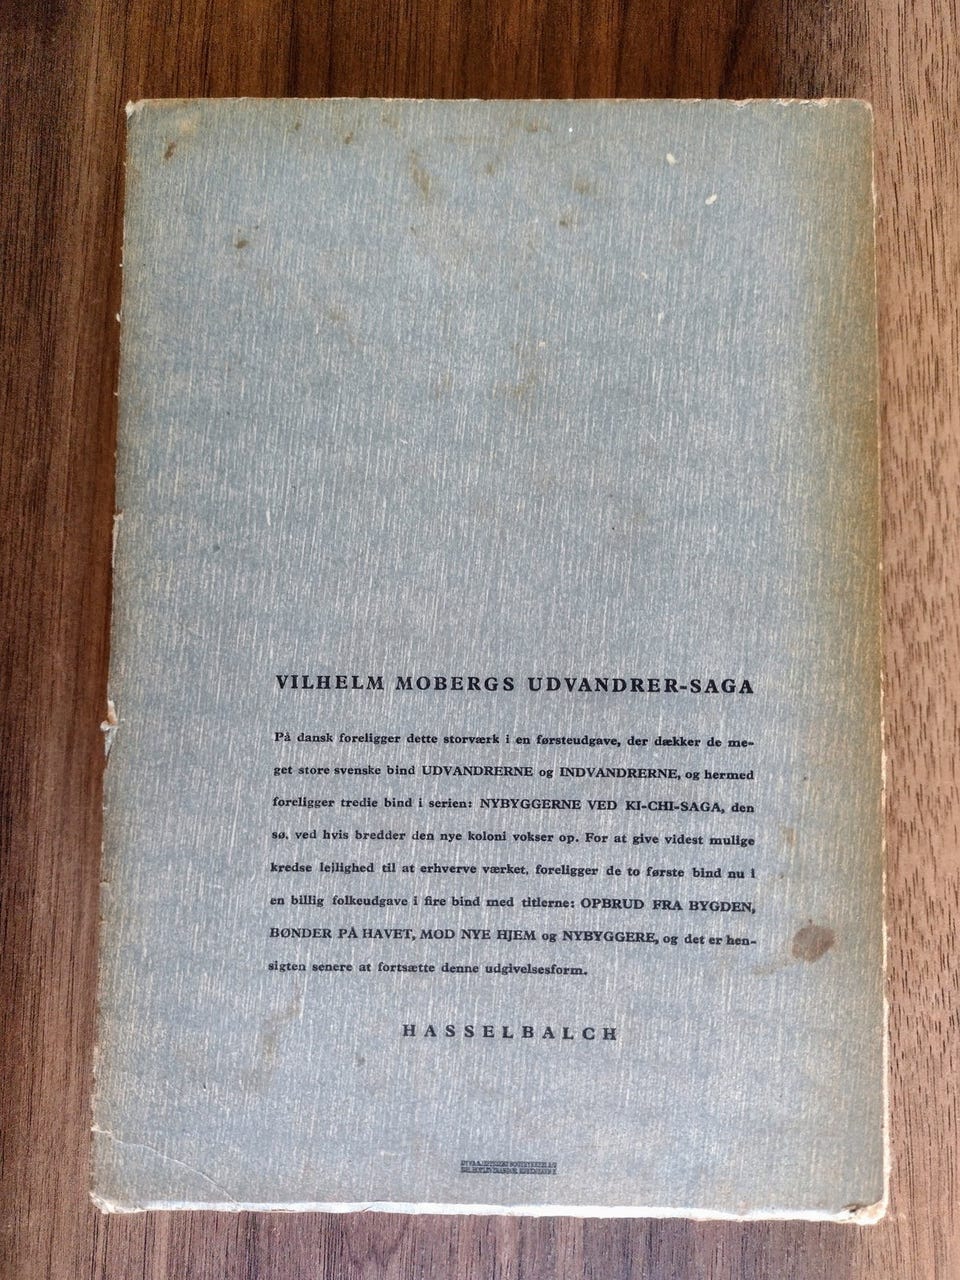 VILHELM MOBERGS UDVANDRER-SAGA
På dansk foreligger dette storværk i en førsteudgave, der dækker de me-
get store svenske bind UDVANDRERNE og INDVANDRERNE, og hermed
foreligger tredie bind i serien: NYBYGGERNE VED KI-CHI-SAGA, den
sø, ved hvis bredder den nye koloni vokser op. For at give videst mulige
kredse lejlighed til at erhverve værket, foreligger de to første bind nu i
en billig folkeudgave i fire bind med titlerne: OPBRUD FRA BYGDEN,
BØNDER PÅ HAVET, MOD NYE HJEM og NYBYGGERE, og det er hen-
sigten senere at fortsætte denne udgivelsesform.
HASSELBALCH